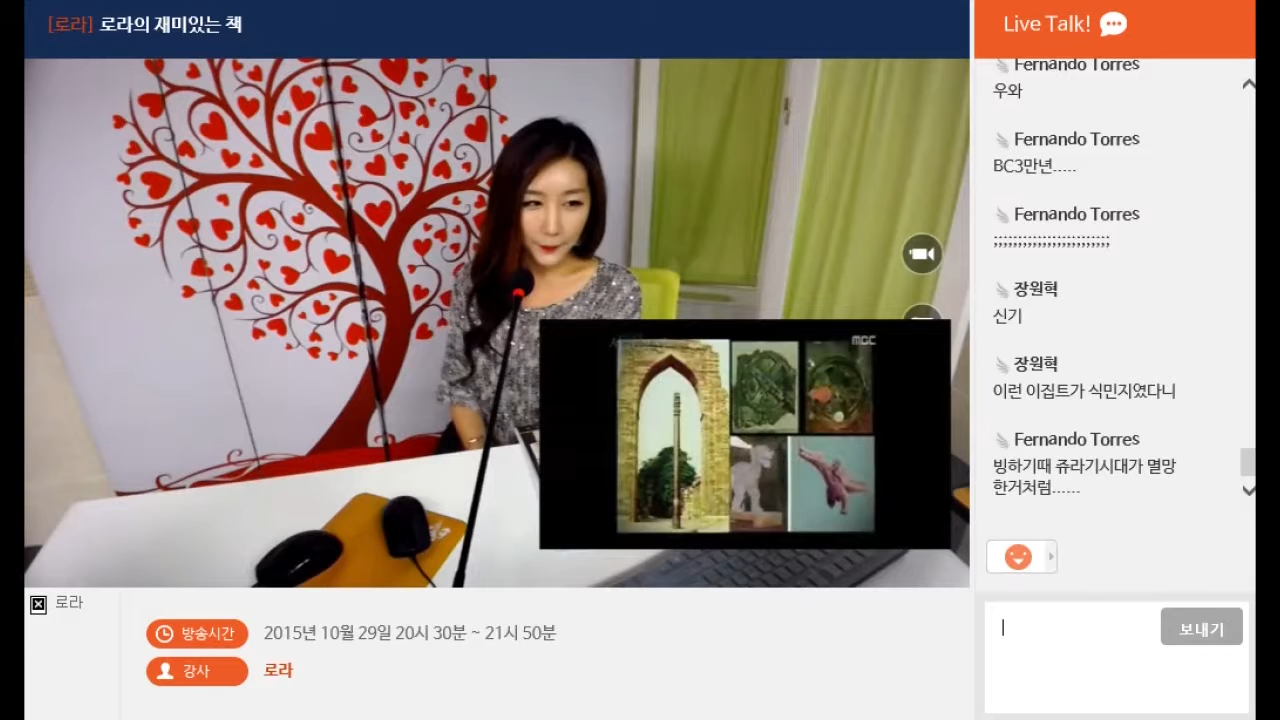 [로라] 로라의 재미있는 책
Live Talk!
Fernando Torres
우와
Fernando Torres
BC3만년.....
Fernando Torres
;;;;;;;;;;;;;;;;;;;;;;;;
장원혁
신기
장원혁
이런 이집트가 식민지였다니
Fernando Torres
빙하기때 쥬라기시대가 멸망
한거처럼......
MBC
로라
방송시간 2015년 10월 29일 20시 30분 ~ 21시 50분
강사 로라
보내기